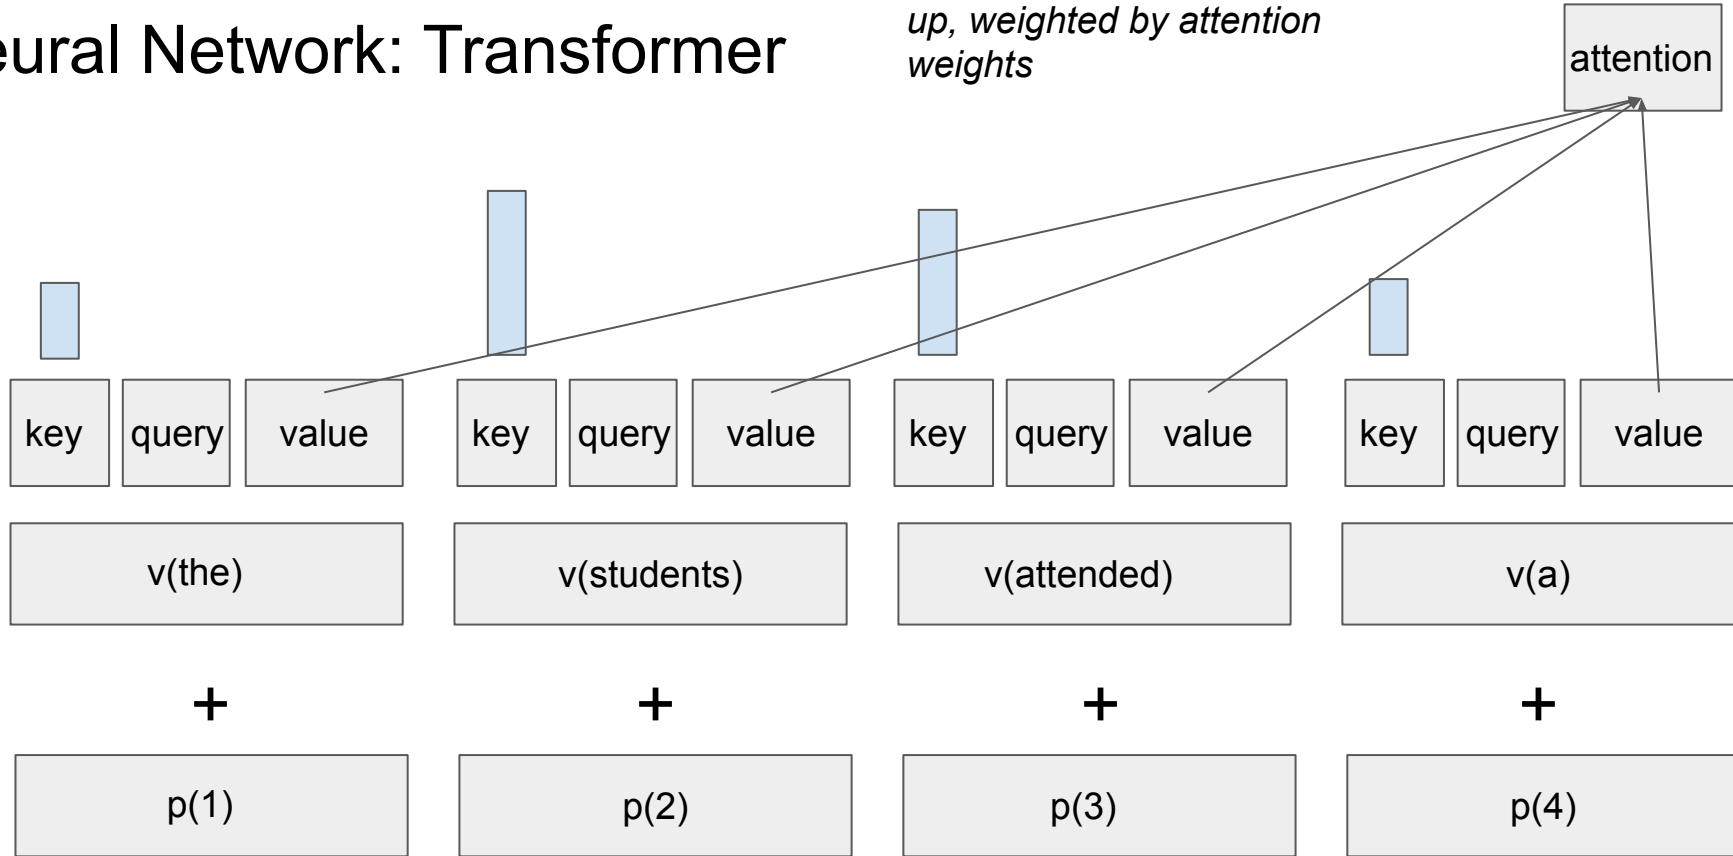 eural Network: Transformer
up, weighted by attention
weights
attention
key query value key query value key query value key query value
v(the) v(students) v(attended) v(a)
+ + + +
p(1) p(2) p(3) p(4)